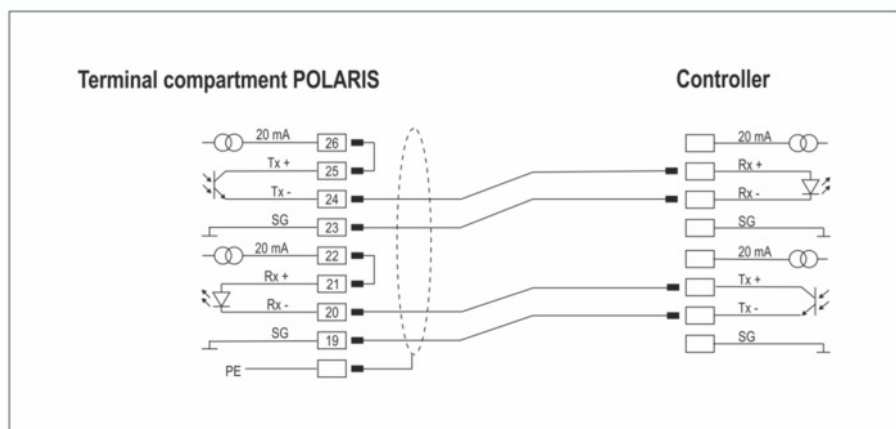 Terminal compartment POLARIS
Controller
20 mA 26
Tx + 25
Tx - 24
SG 23
20 mA 22
Rx + 21
Rx - 20
SG 19
PE
20 mA
Rx +
Rx -
SG
20 mA
Tx +
Tx -
SG